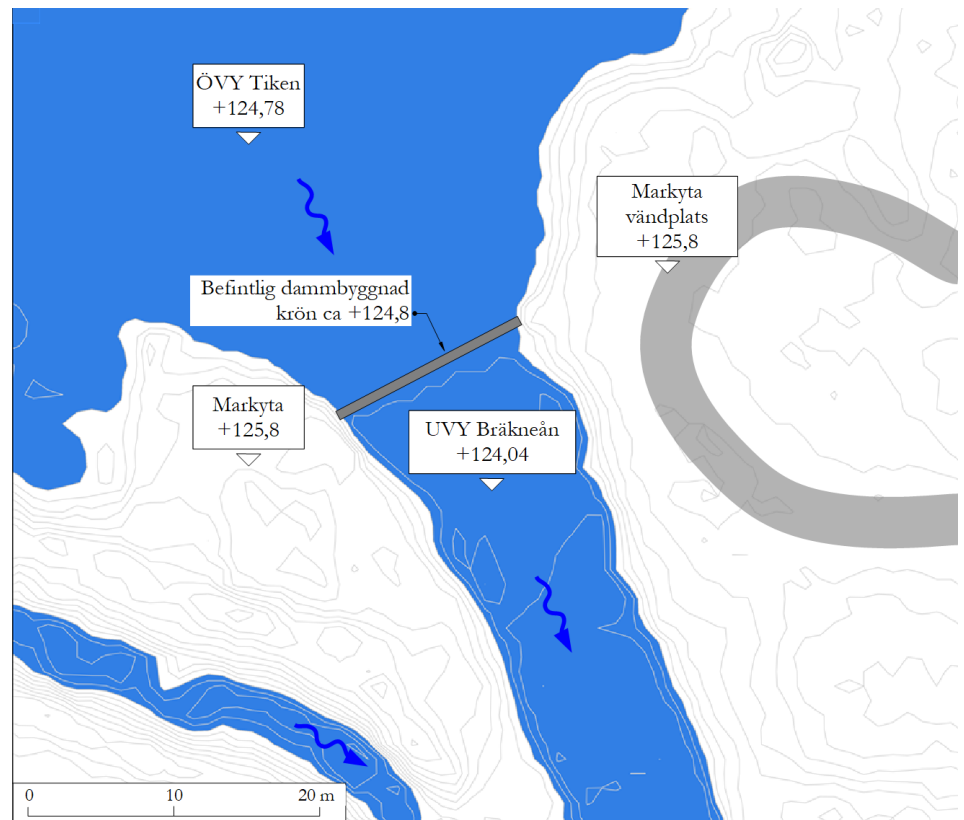 ÖVY Tiken
+124,78
Markyta
vändplats
+125,8
Befintlig dammbyggnad
krön ca +124,8
Markyta
+125,8
UVY Bräkneån
+124,04
0 10 20 m